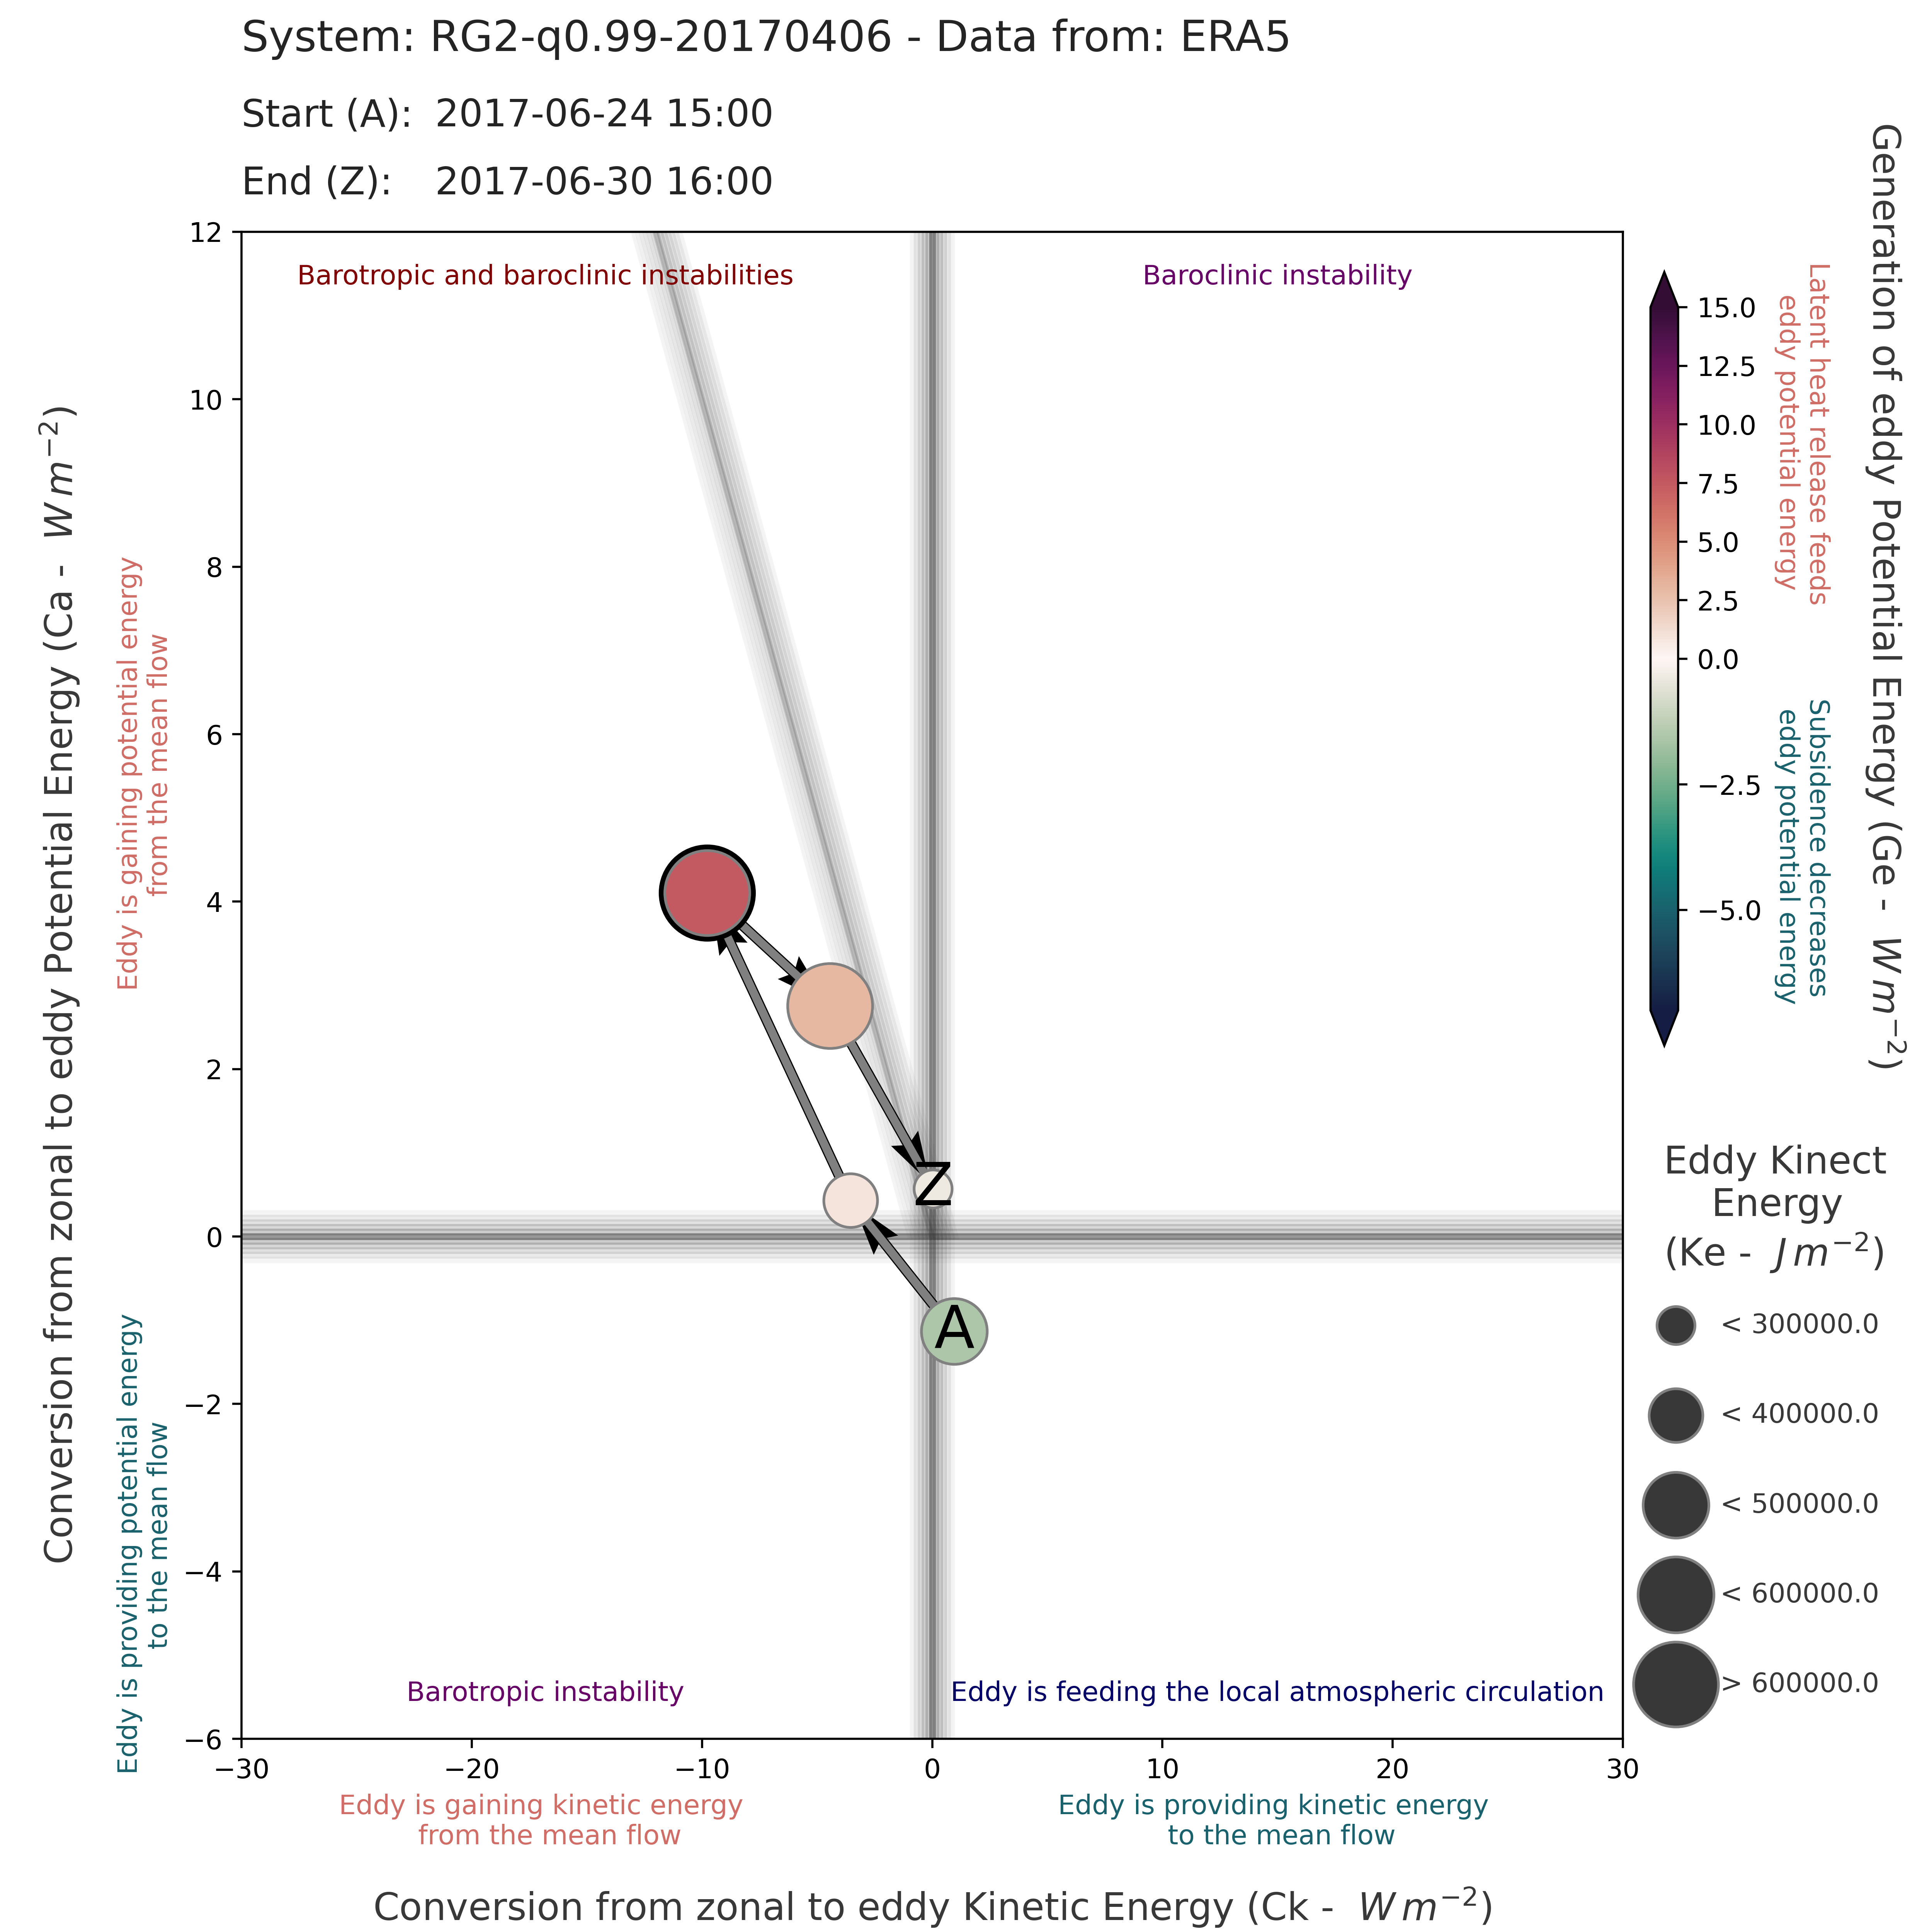 System: RG2-q0.99-20170406 - Data from: ERA5
Start (A): 2017-06-24 15:00
End (Z): 2017-06-30 16:00
Barotropic and baroclinic instabilities
Baroclinic instability
Barotropic instability
Eddy is feeding the local atmospheric circulation
A
Z
12
10
8
6
4
2
0
−2
−4
−6
−30
−20
−10
0
10
20
30
Conversion from zonal to eddy Potential Energy (Ca - W m⁻²)
Eddy is gaining potential energy
from the mean flow
Eddy is providing potential energy
to the mean flow
Eddy is gaining kinetic energy
from the mean flow
Eddy is providing kinetic energy
to the mean flow
Conversion from zonal to eddy Kinetic Energy (Ck - W m⁻²)
15.0
12.5
10.0
7.5
5.0
2.5
0.0
−2.5
−5.0
Latent heat release feeds
eddy potential energy
Subsidence decreases
eddy potential energy
Generation of eddy Potential Energy (Ge - W m⁻²)
Eddy Kinect
Energy
(Ke - J m⁻²)
< 300000.0
< 400000.0
< 500000.0
< 600000.0
> 600000.0